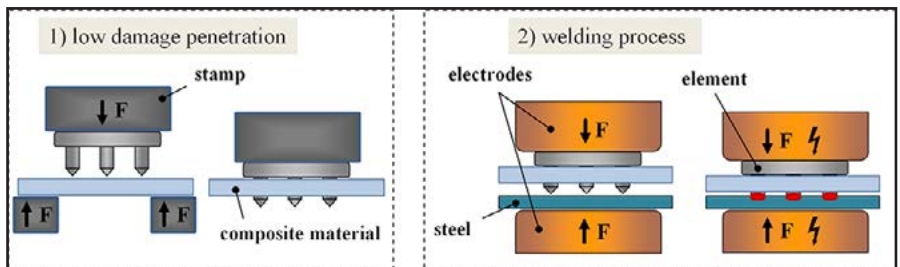 1) low damage penetration
stamp
F
F
F
composite material
2) welding process
electrodes
element
F
F
steel
F
F